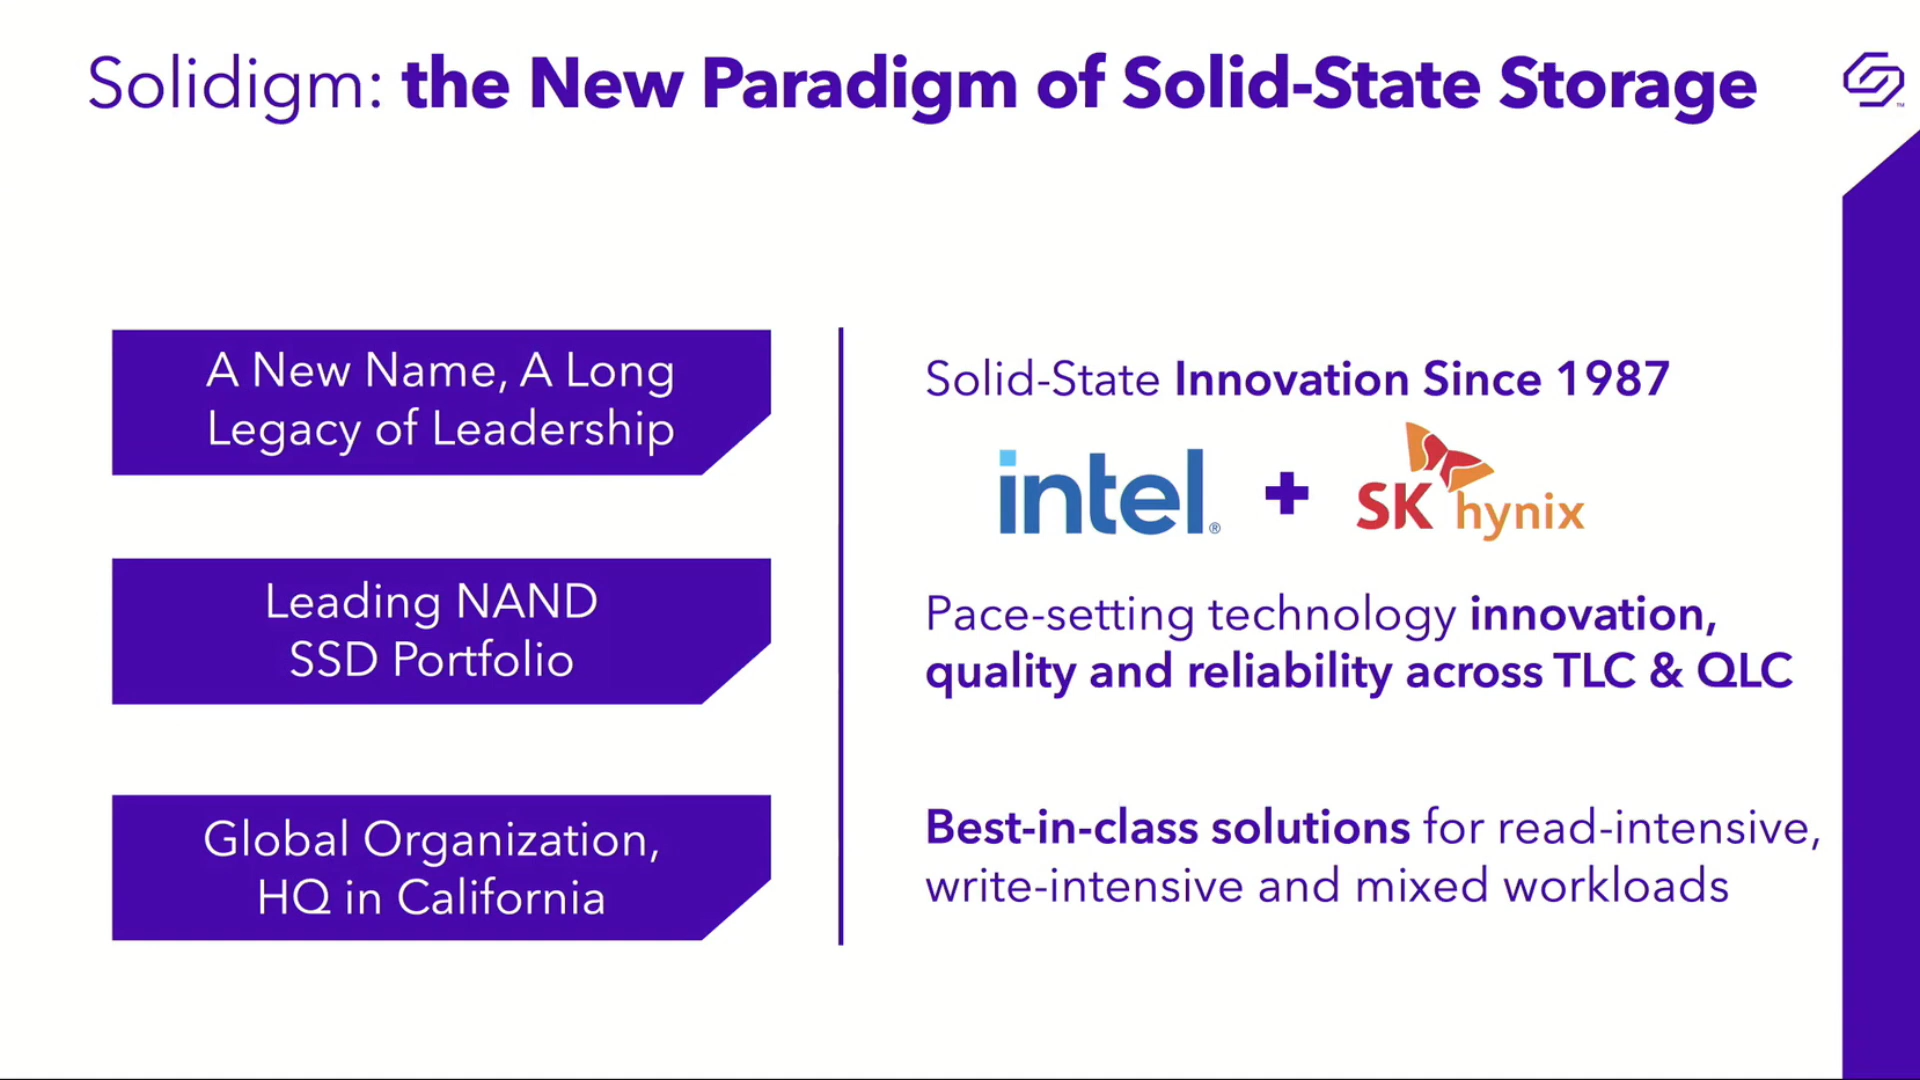 Solidigm: the New Paradigm of Solid-State Storage
™
A New Name, A Long
Legacy of Leadership
Solid-State Innovation Since 1987
intel® + SK hynix
Leading NAND
SSD Portfolio
Pace-setting technology innovation,
quality and reliability across TLC & QLC
Global Organization,
HQ in California
Best-in-class solutions for read-intensive,
write-intensive and mixed workloads